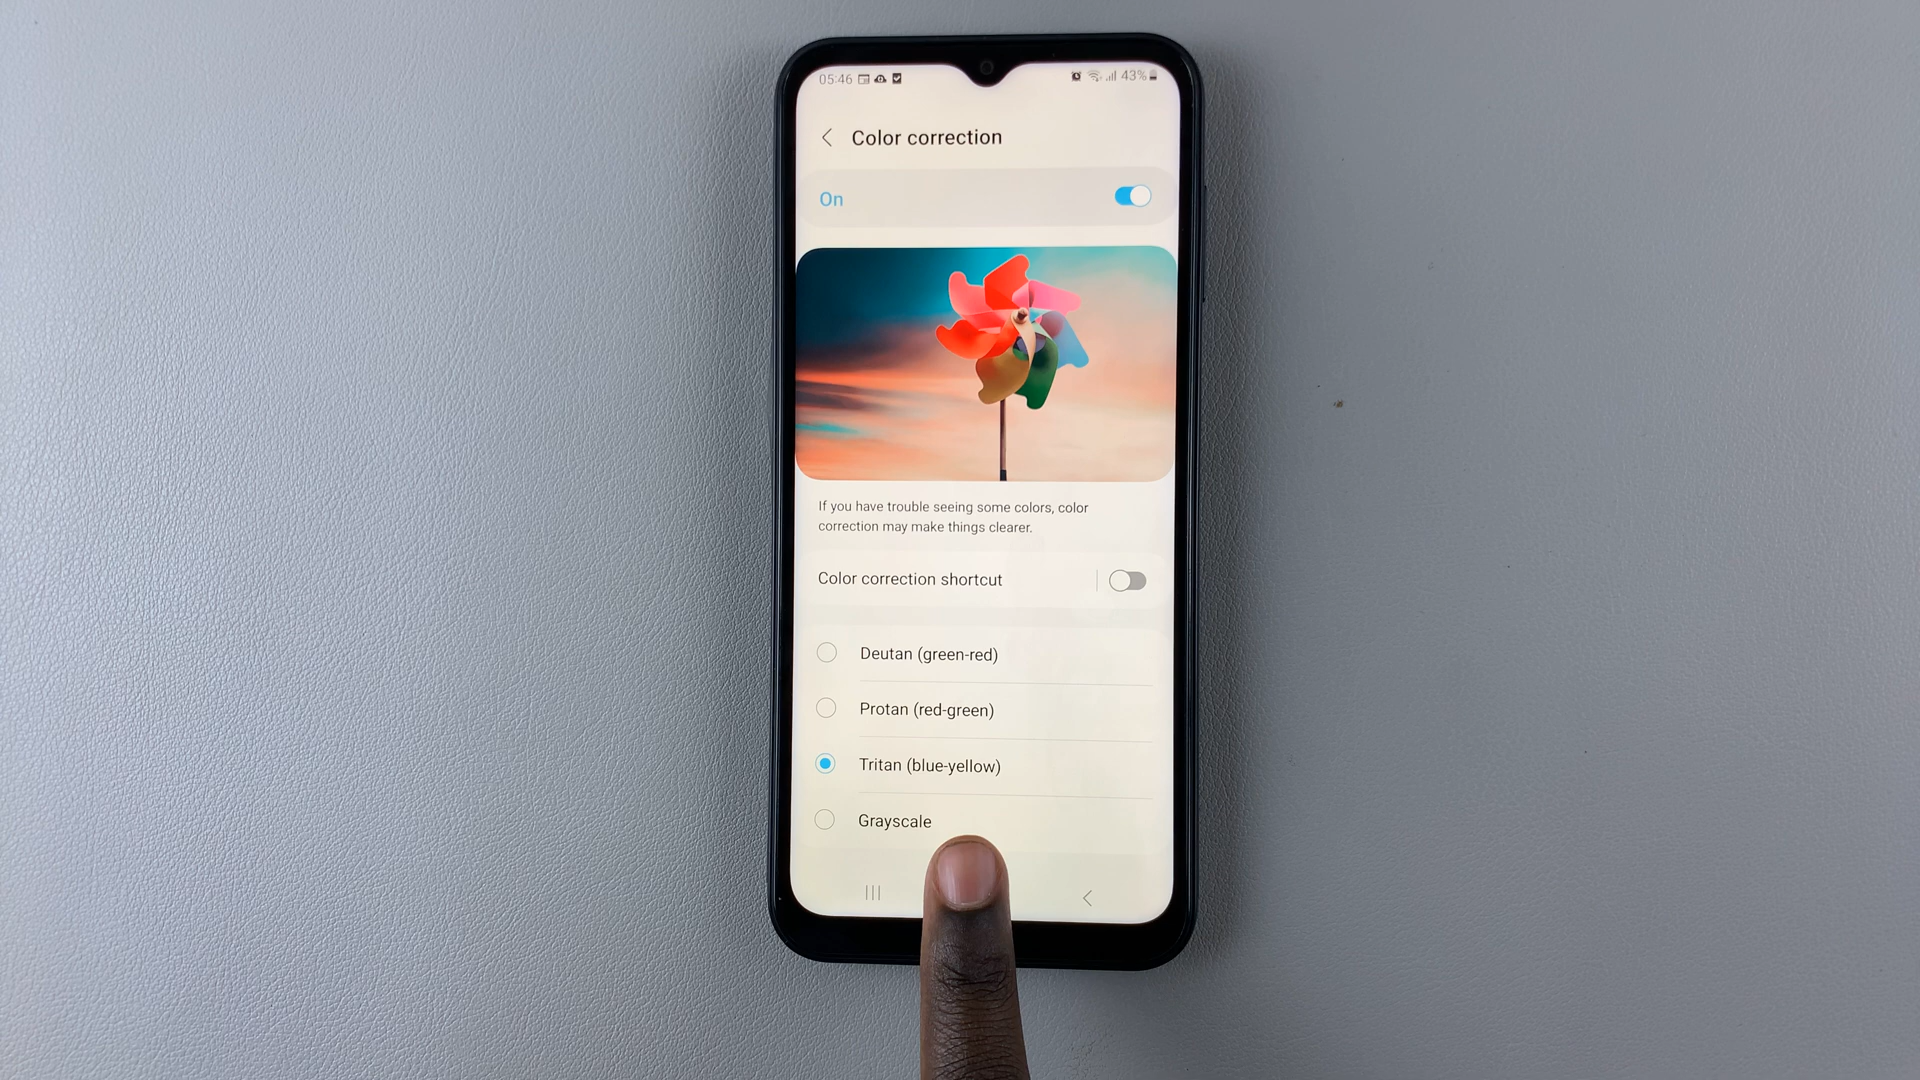 05:46
43%
Color correction
On
If you have trouble seeing some colors, color
correction may make things clearer.
Color correction shortcut
Deutan (green-red)
Protan (red-green)
Tritan (blue-yellow)
Grayscale